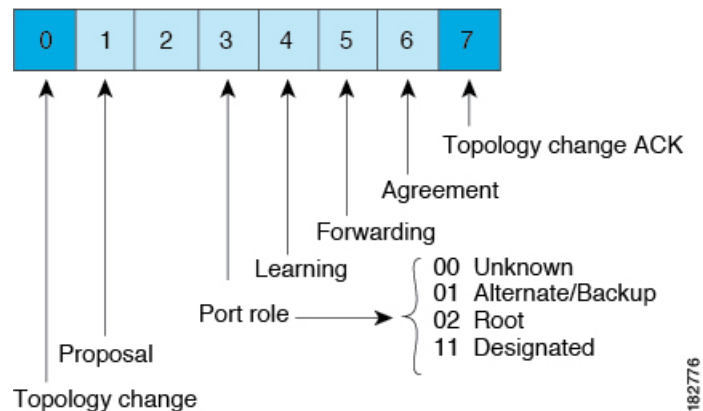 0 1 2 3 4 5 6 7
Topology change ACK
Agreement
Forwarding
Learning
Port role
00 Unknown
01 Alternate/Backup
02 Root
11 Designated
Proposal
Topology change
182776